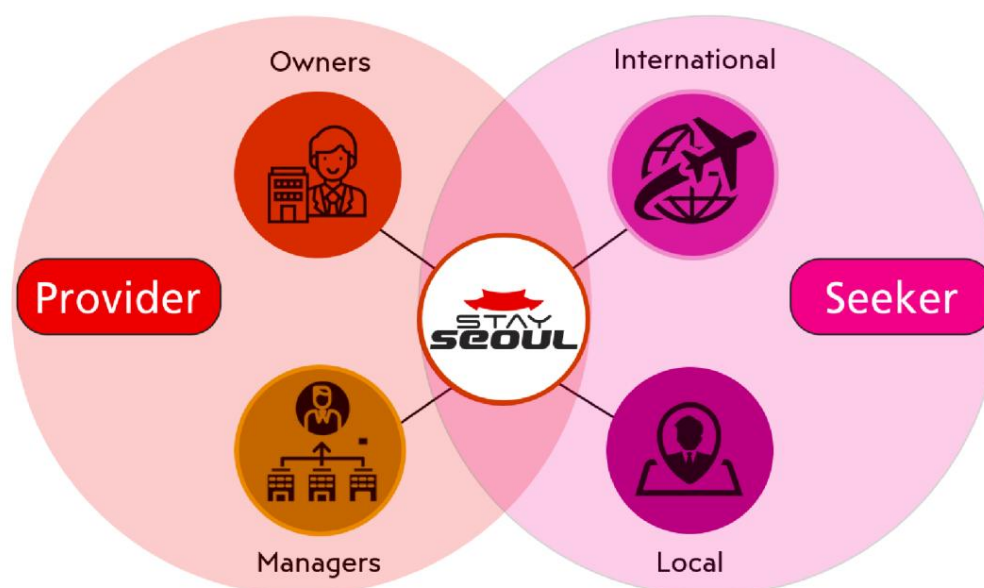 Owners
International
Provider
STAY
SEOUL
Seeker
Managers
Local